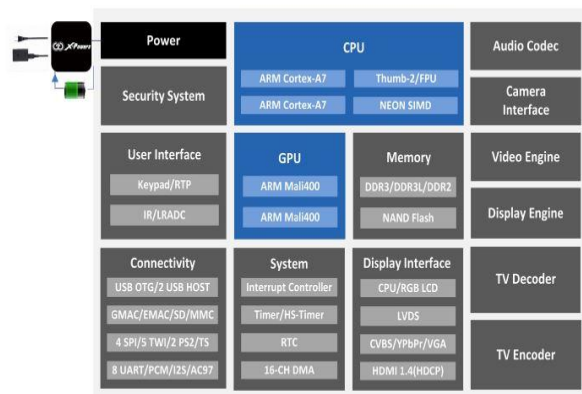 XPowers
Power
CPU
ARM Cortex-A7
Thumb-2/FPU
ARM Cortex-A7
NEON SIMD
Audio Codec
Security System
Camera
Interface
User Interface
Keypad/RTP
IR/LRADC
GPU
ARM Mali400
ARM Mali400
Memory
DDR3/DDR3L/DDR2
NAND Flash
Video Engine
Display Engine
Connectivity
USB OTG/2 USB HOST
GMAC/EMAC/SD/MMC
4 SPI/5 TWI/2 PS2/TS
8 UART/PCM/I2S/AC97
System
Interrupt Controller
Timer/HS-Timer
RTC
16-CH DMA
Display Interface
CPU/RGB LCD
LVDS
CVBS/YPbPr/VGA
HDMI 1.4(HDCP)
TV Decoder
TV Encoder